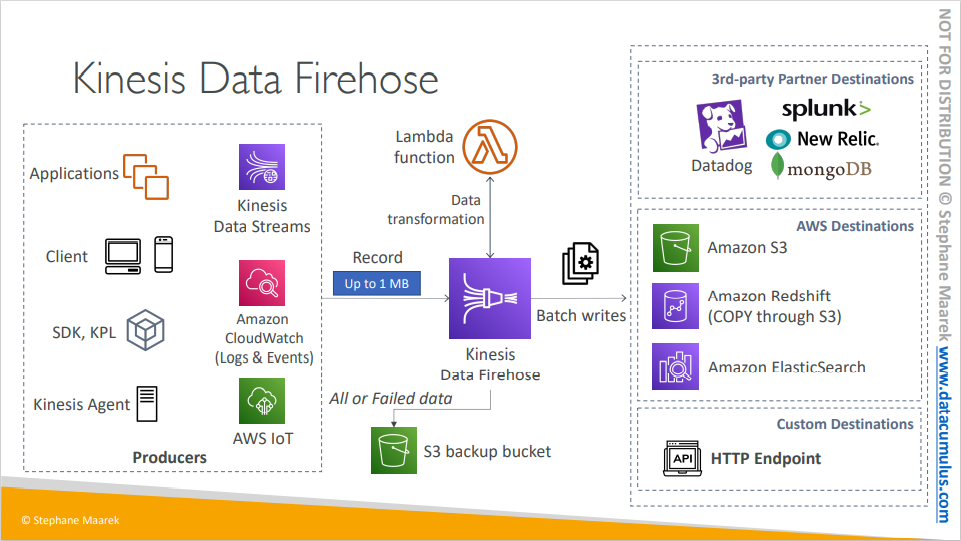 Kinesis Data Firehose
Applications
Client
SDK, KPL
Kinesis Agent
Kinesis
Data Streams
Amazon
CloudWatch
(Logs & Events)
AWS IoT
Producers
Record
Up to 1 MB
Lambda
function
Data
transformation
Kinesis
Data Firehose
All or Failed data
S3 backup bucket
Batch writes
3rd-party Partner Destinations
Datadog
splunk>
New Relic.
mongoDB
AWS Destinations
Amazon S3
Amazon Redshift
(COPY through S3)
Amazon ElasticSearch
Custom Destinations
API
HTTP Endpoint
© Stephane Maarek
NOT FOR DISTRIBUTION © Stephane Maarek www.datacumulus.com